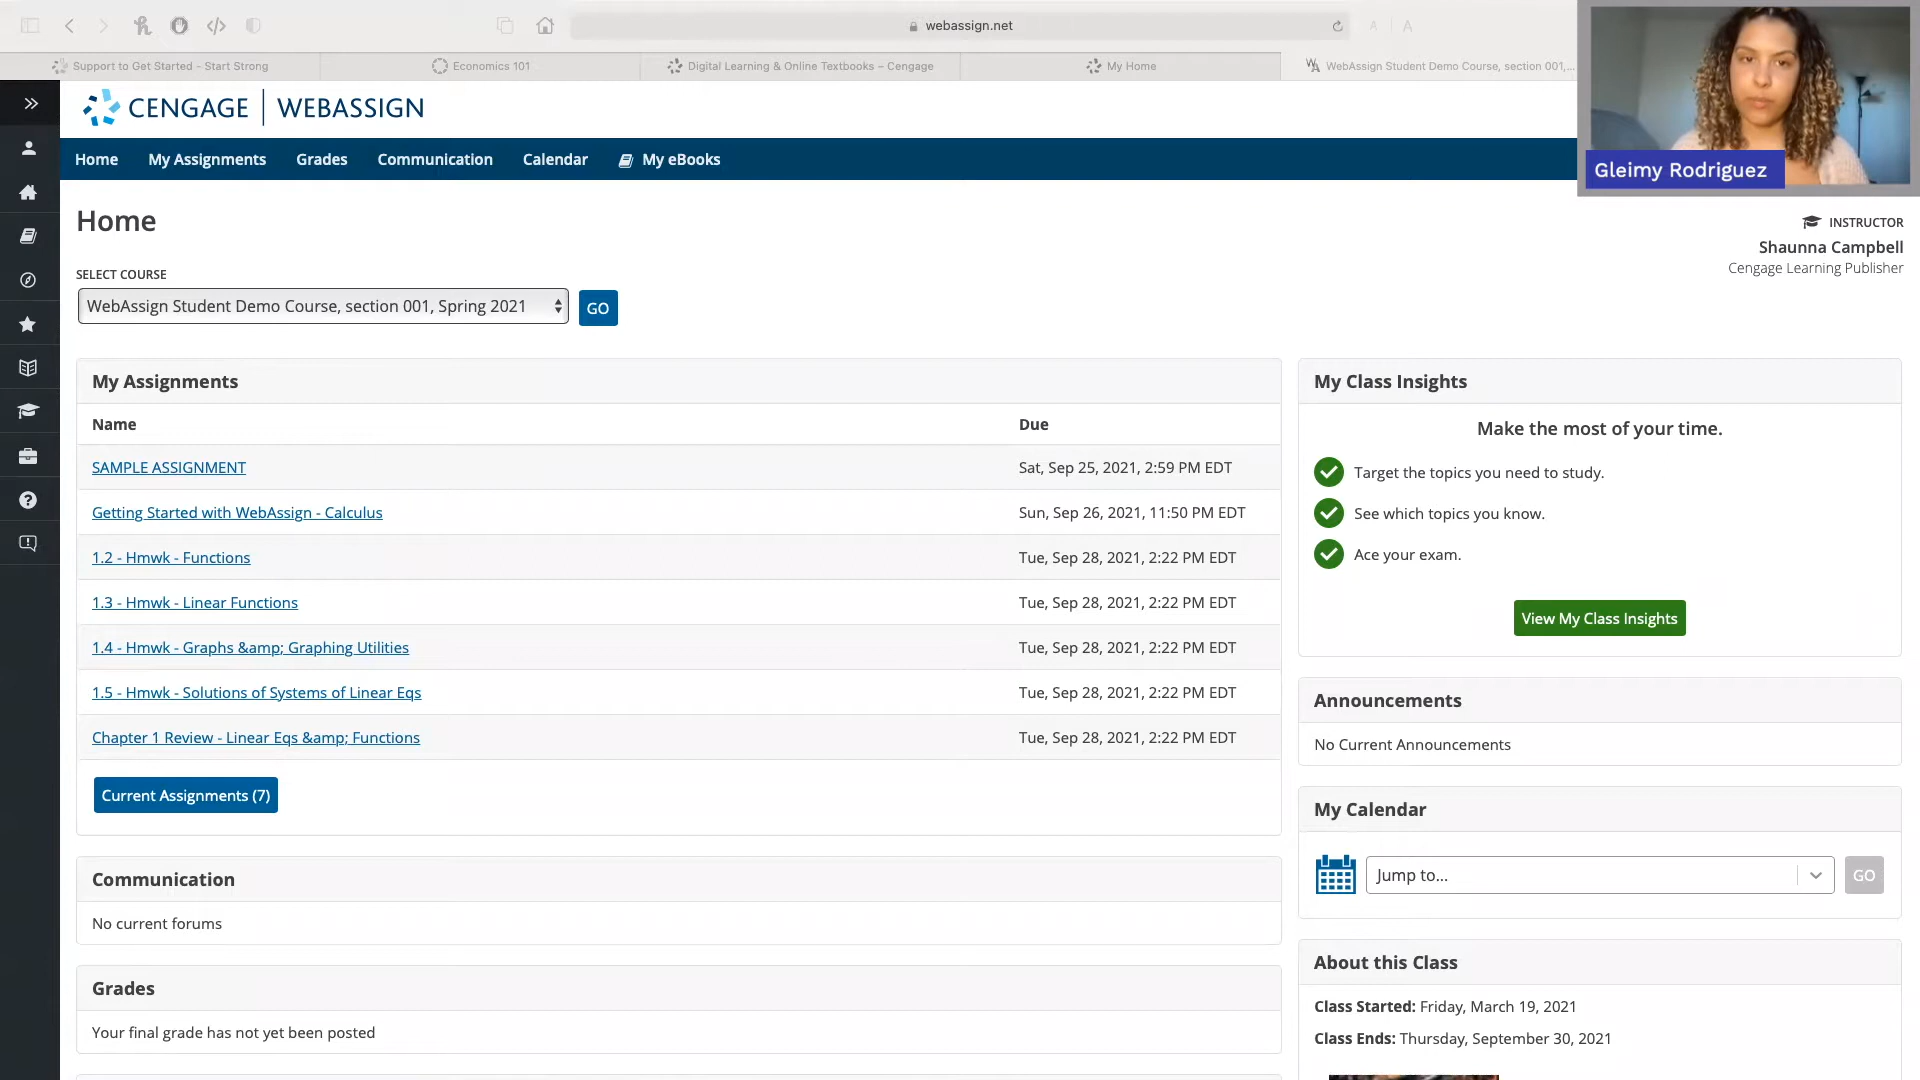 webassign.net
A A
Support to Get Started - Start Strong
Economics 101
Digital Learning & Online Textbooks – Cengage
My Home
WebAssign Student Demo Course, section 001,...
CENGAGE | WEBASSIGN
Home My Assignments Grades Communication Calendar My eBooks
Gleimy Rodriguez
Home
INSTRUCTOR
Shaunna Campbell
Cengage Learning Publisher
SELECT COURSE
WebAssign Student Demo Course, section 001, Spring 2021 GO
My Assignments
Name Due
SAMPLE ASSIGNMENT Sat, Sep 25, 2021, 2:59 PM EDT
Getting Started with WebAssign - Calculus Sun, Sep 26, 2021, 11:50 PM EDT
1.2 - Hmwk - Functions Tue, Sep 28, 2021, 2:22 PM EDT
1.3 - Hmwk - Linear Functions Tue, Sep 28, 2021, 2:22 PM EDT
1.4 - Hmwk - Graphs &amp; Graphing Utilities Tue, Sep 28, 2021, 2:22 PM EDT
1.5 - Hmwk - Solutions of Systems of Linear Eqs Tue, Sep 28, 2021, 2:22 PM EDT
Chapter 1 Review - Linear Eqs &amp; Functions Tue, Sep 28, 2021, 2:22 PM EDT
Current Assignments (7)
Communication
No current forums
Grades
Your final grade has not yet been posted
My Class Insights
Make the most of your time.
Target the topics you need to study.
See which topics you know.
Ace your exam.
View My Class Insights
Announcements
No Current Announcements
My Calendar
Jump to... GO
About this Class
Class Started: Friday, March 19, 2021
Class Ends: Thursday, September 30, 2021